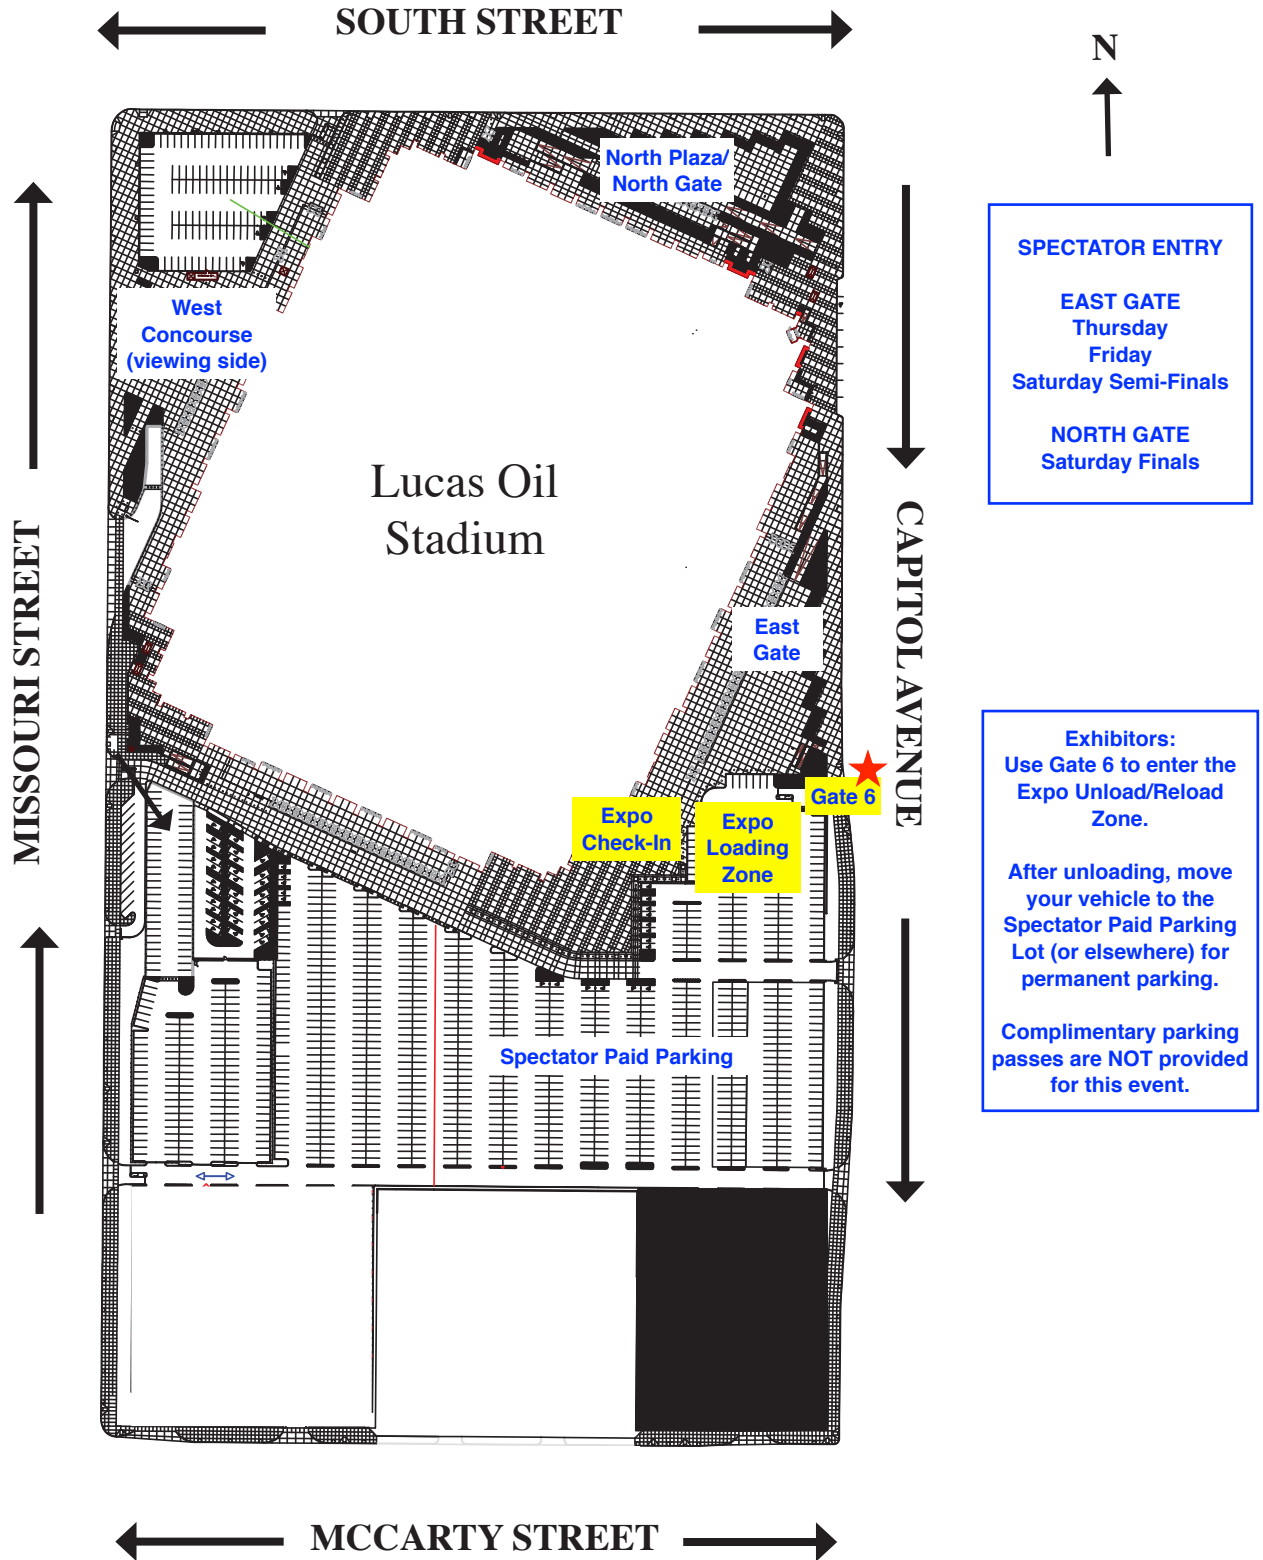 SOUTH STREET
N
North Plaza/
North Gate
SPECTATOR ENTRY
EAST GATE
Thursday
Friday
Saturday Semi-Finals
NORTH GATE
Saturday Finals
West
Concourse
(viewing side)
Lucas Oil
Stadium
MISSOURI STREET
CAPITOL AVENUE
East
Gate
Gate 6
Expo
Check-In
Expo
Loading
Zone
Exhibitors:
Use Gate 6 to enter the
Expo Unload/Reload
Zone.
After unloading, move
your vehicle to the
Spectator Paid Parking
Lot (or elsewhere) for
permanent parking.
Complimentary parking
passes are NOT provided
for this event.
Spectator Paid Parking
MCCARTY STREET